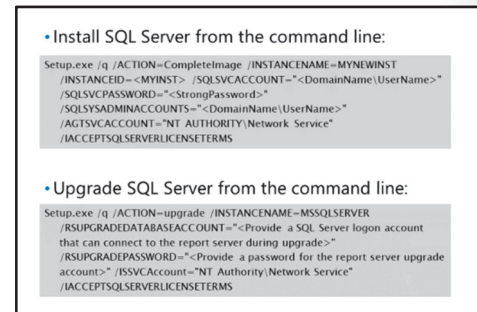 • Install SQL Server from the command line:
Setup.exe /q /ACTION=CompleteImage /INSTANCENAME=MYNEWINST
/INSTANCEID=<MYINST> /SQLSVCACCOUNT="<DomainName\UserName>"
/SQLSVCPASSWORD="<StrongPassword>"
/SQLSYSADMINACCOUNTS="<DomainName\UserName>"
/AGTSVCACCOUNT="NT AUTHORITY\Network Service"
/IACCEPTSQLSERVERLICENSETERMS
• Upgrade SQL Server from the command line:
Setup.exe /q /ACTION=upgrade /INSTANCENAME=MSSQLSERVER
/RSUPGRADEDATABASEACCOUNT="<Provide a SQL Server logon account
that can connect to the report server during upgrade>"
/RSUPGRADEPASSWORD="<Provide a password for the report server upgrade
account>" /ISSVCAccount="NT Authority\Network Service"
/IACCEPTSQLSERVERLICENSETERMS